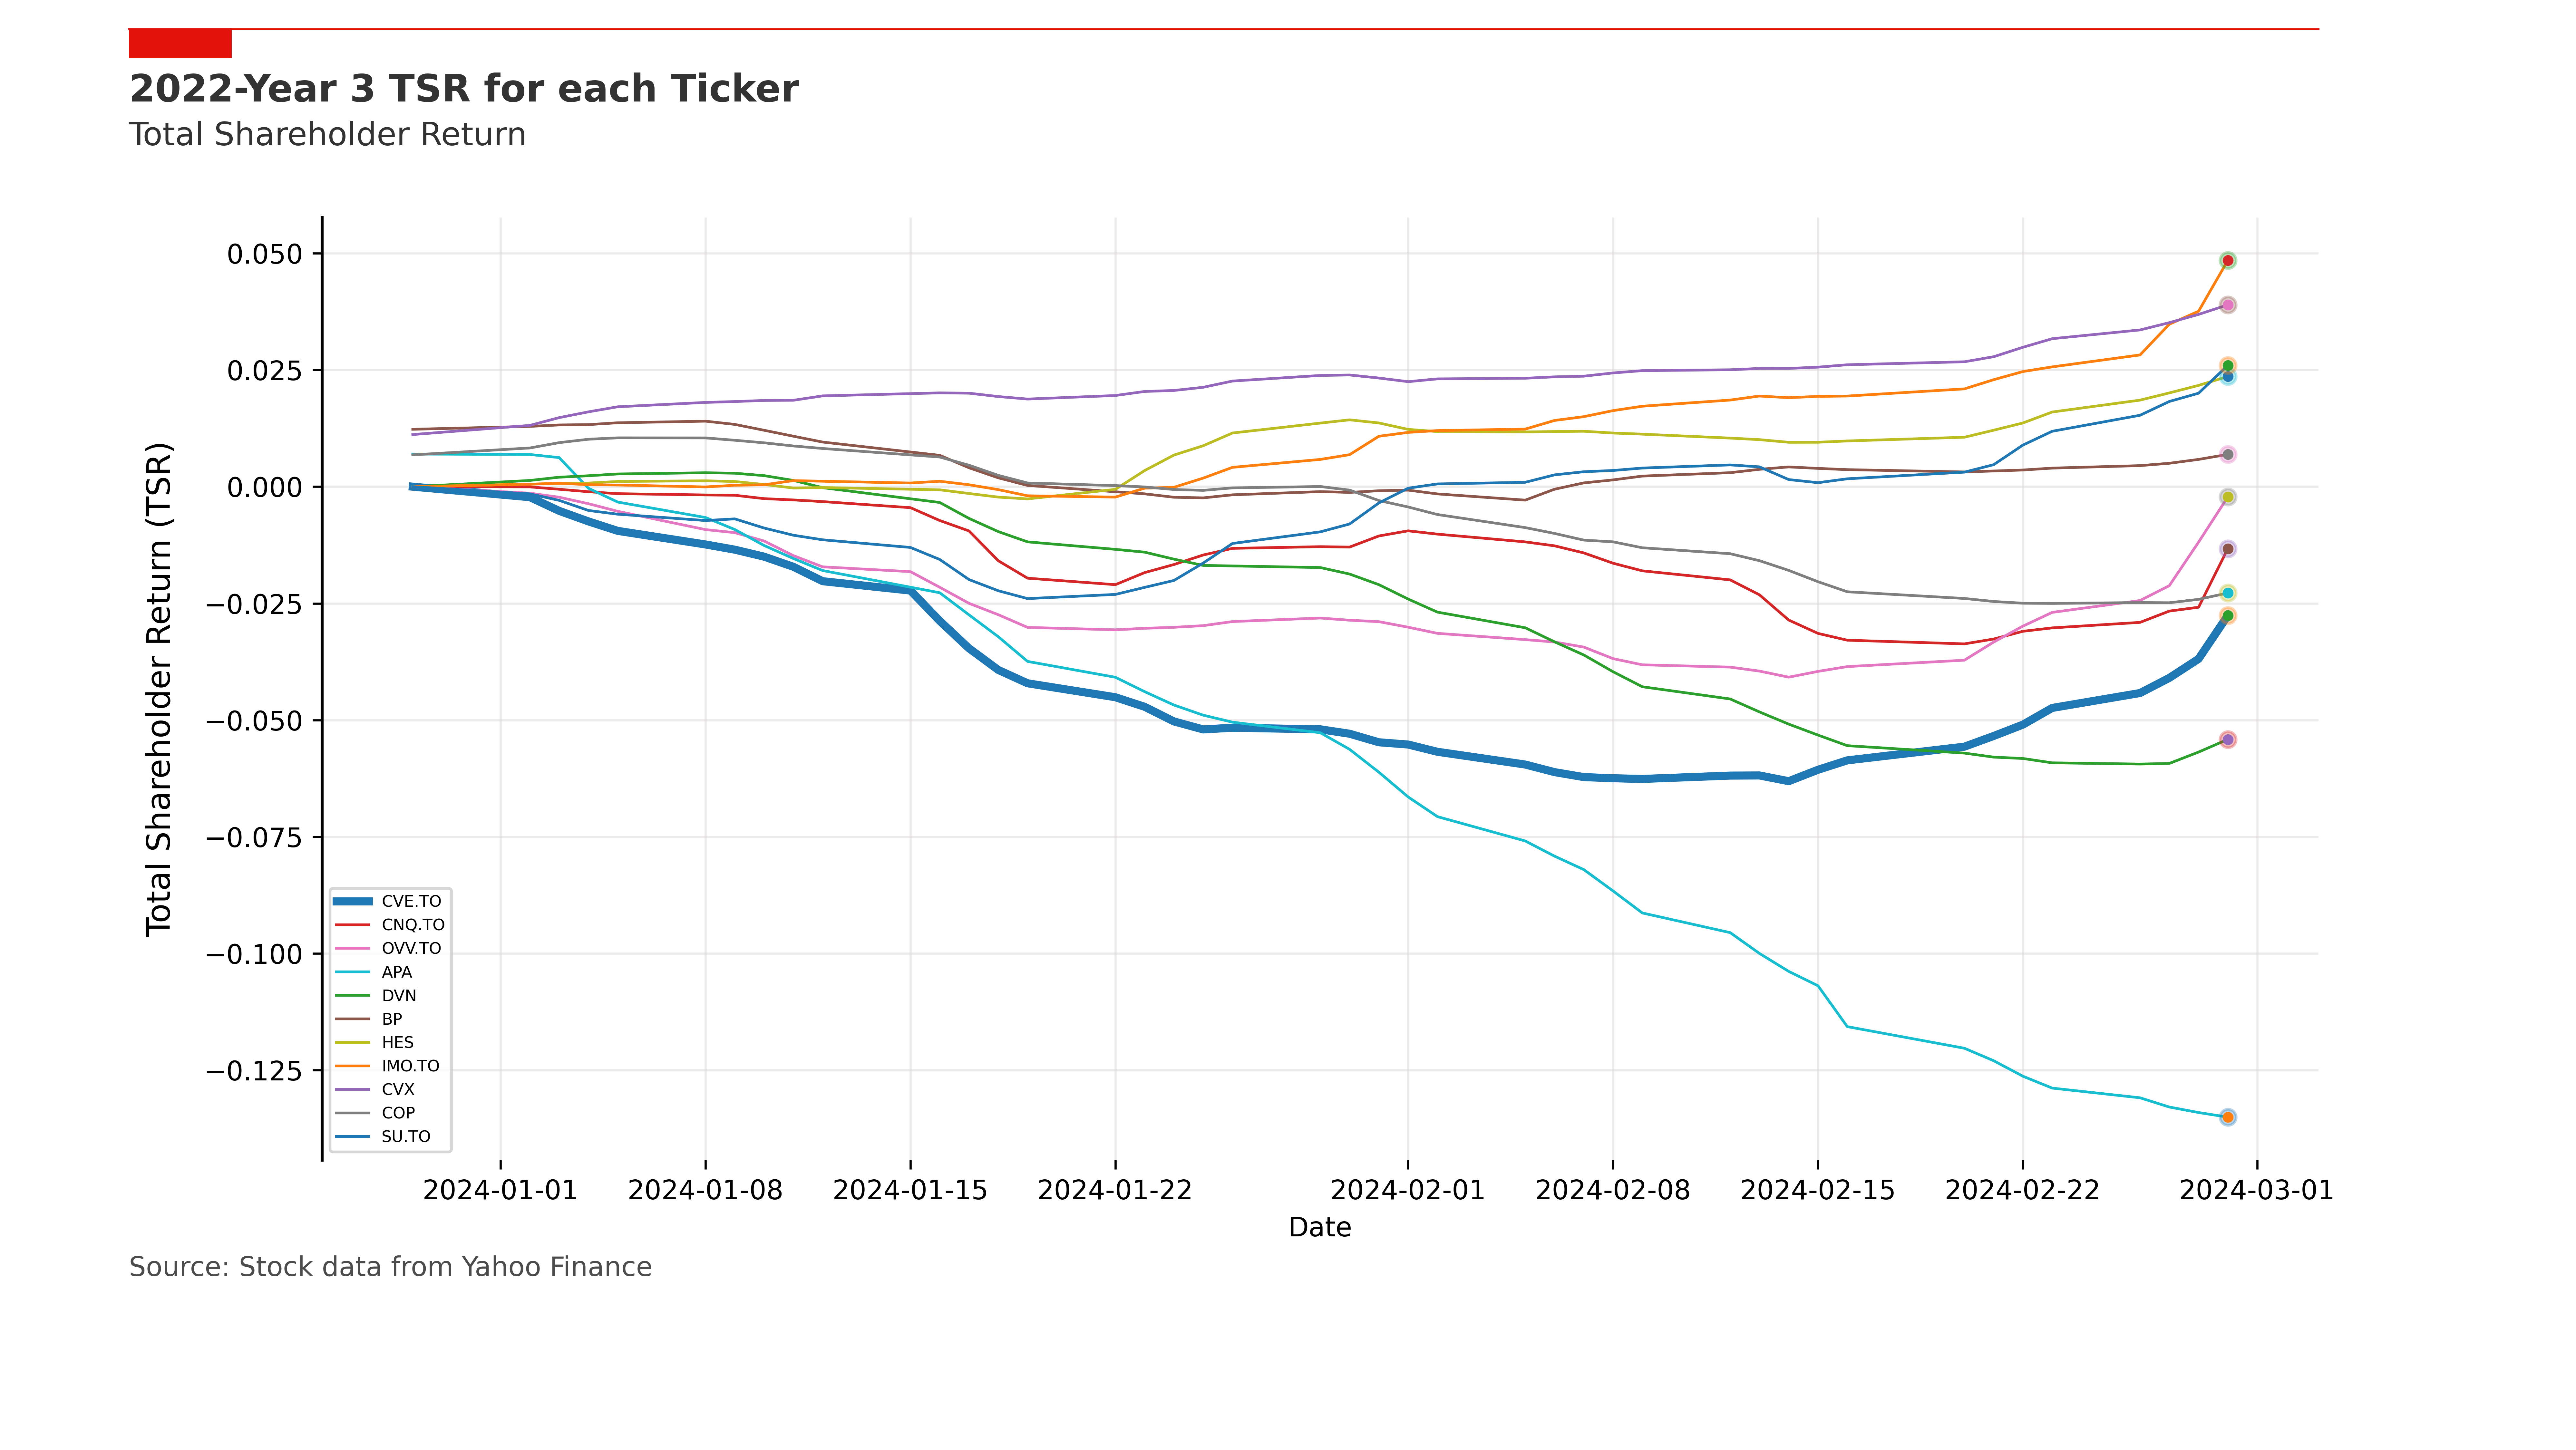 2022-Year 3 TSR for each Ticker
Total Shareholder Return
Total Shareholder Return (TSR)
0.050
0.025
0.000
−0.025
−0.050
−0.075
−0.100
−0.125
CVE.TO
CNQ.TO
OVV.TO
APA
DVN
BP
HES
IMO.TO
CVX
COP
SU.TO
2024-01-01 2024-01-08 2024-01-15 2024-01-22 2024-02-01 2024-02-08 2024-02-15 2024-02-22 2024-03-01
Date
Source: Stock data from Yahoo Finance